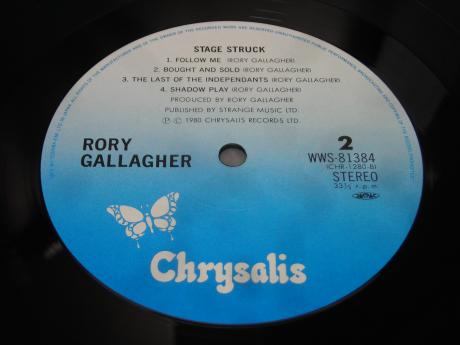 STAGE STRUCK
1. FOLLOW ME (RORY GALLAGHER)
2. BOUGHT AND SOLD (RORY GALLAGHER)
3. THE LAST OF THE INDEPENDANTS (RORY GALLAGHER)
4. SHADOW PLAY (RORY GALLAGHER)
PRODUCED BY RORY GALLAGHER
PUBLISHED BY STRANGE MUSIC LTD.
Ⓟ © 1980 CHRYSALIS RECORDS LTD.
RORY
GALLAGHER
2
WWS-81384
(CHR-1280-B)
STEREO
33⅓ r.p.m.
Chrysalis